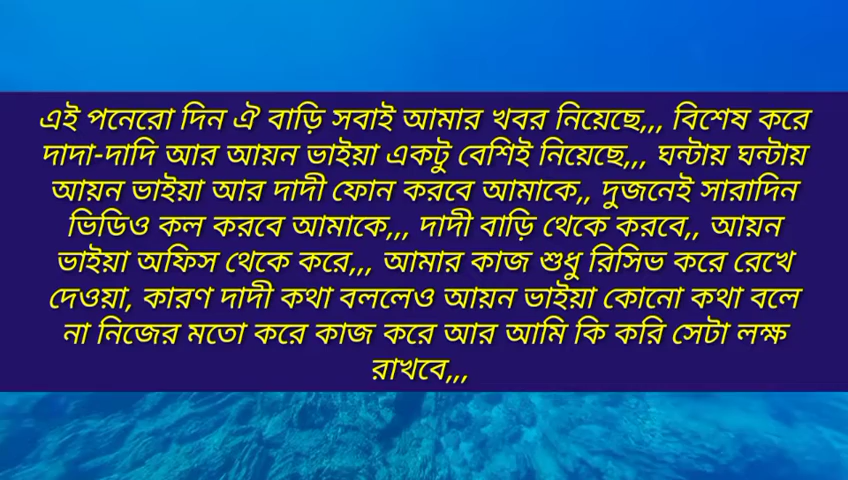 এই পনেরো দিন ঐ বাড়ি সবাই আমার খবর নিয়েছে,,, বিশেষ করে
দাদা-দাদি আর আয়ন ভাইয়া একটু বেশিই নিয়েছে,,, ঘন্টায় ঘন্টায়
আয়ন ভাইয়া আর দাদী ফোন করবে আমাকে,, দুজনেই সারাদিন
ভিডিও কল করবে আমাকে,,, দাদী বাড়ি থেকে করবে,, আয়ন
ভাইয়া অফিস থেকে করে,,, আমার কাজ শুধু রিসিভ করে রেখে
দেওয়া, কারণ দাদী কথা বললেও আয়ন ভাইয়া কোনো কথা বলে
না নিজের মতো করে কাজ করে আর আমি কি করি সেটা লক্ষ
রাখবে,,,